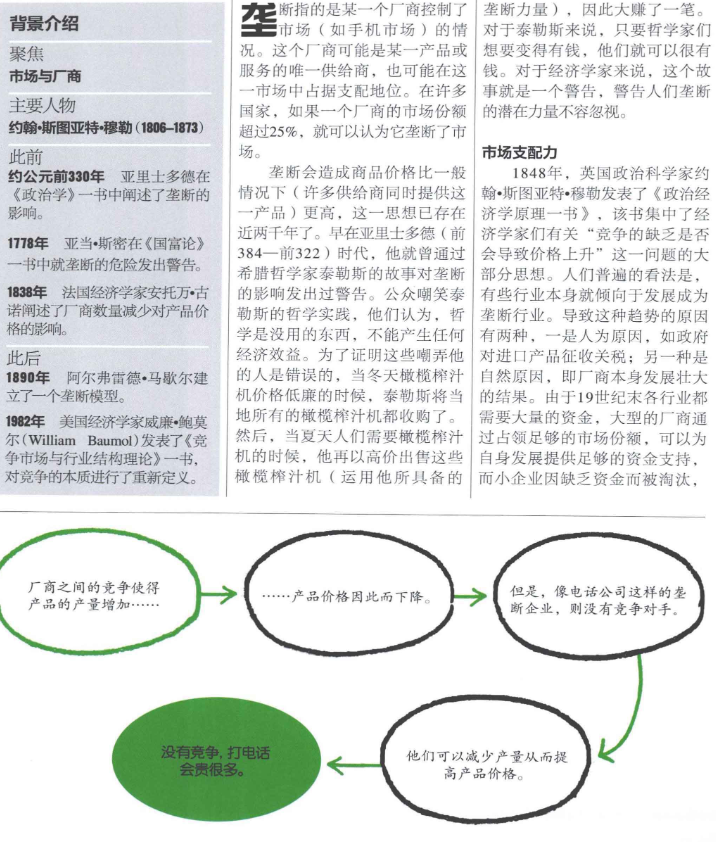 背景介绍
聚焦
市场与厂商
主要人物
约翰•斯图亚特•穆勒（1806–1873）
此前
约公元前330年　亚里士多德在
《政治学》一书中阐述了垄断的
影响。
1778年　亚当•斯密在《国富论》
一书中就垄断的危险发出警告。
1838年　法国经济学家安托万•古
诺阐述了厂商数量减少对产品价
格的影响。
此后
1890年　阿尔弗雷德•马歇尔建
立了一个垄断模型。
1982年　美国经济学家威廉•鲍莫
尔（William Baumol）发表了《竞
争市场与行业结构理论》一书，
对竞争的本质进行了重新定义。
垄断指的是某一个厂商控制了
市场（如手机市场）的情
况。这个厂商可能是某一产品或
服务的唯一供给商，也可能在这
一市场中占据支配地位。在许多
国家，如果一个厂商的市场份额
超过25%，就可以认为它垄断了市
场。
垄断会造成商品价格比一般
情况下（许多供给商同时提供这
一产品）更高，这一思想已存在
近两千年了。早在亚里士多德（前
384—前322）时代，他就曾通过
希腊哲学家泰勒斯的故事对垄断
的影响发出过警告。公众嘲笑泰
勒斯的哲学实践，他们认为，哲
学是没用的东西，不能产生任何
经济效益。为了证明这些嘲弄他
的人是错误的，当冬天橄榄榨汁
机价格低廉的时候，泰勒斯将当
地所有的橄榄榨汁机都收购了。
然后，当夏天人们需要橄榄榨汁
机的时候，他再以高价出售这些
橄榄榨汁机（运用他所具备的
垄断力量），因此大赚了一笔。
对于泰勒斯来说，只要哲学家们
想要变得有钱，他们就可以很有
钱。对于经济学家来说，这个故
事就是一个警告，警告人们垄断
的潜在力量不容忽视。
市场支配力
1848年，英国政治科学家约
翰•斯图亚特•穆勒发表了《政治经
济学原理一书》，该书集中了经
济学家们有关“竞争的缺乏是否
会导致价格上升”这一问题的大
部分思想。人们普遍的看法是，
有些行业本身就倾向于发展成为
垄断行业。导致这种趋势的原因
有两种，一是人为原因，如政府
对进口产品征收关税；另一种是
自然原因，即厂商本身发展壮大
的结果。由于19世纪末各行业都
需要大量的资金，大型的厂商通
过占领足够的市场份额，可以为
自身发展提供足够的资金支持，
而小企业因缺乏资金而被淘汰，
厂商之间的竞争使得
产品的产量增加……
……产品价格因此而下降。
但是，像电话公司这样的垄
断企业，则没有竞争对手。
他们可以减少产量从而提
高产品价格。
没有竞争，打电话
会贵很多。